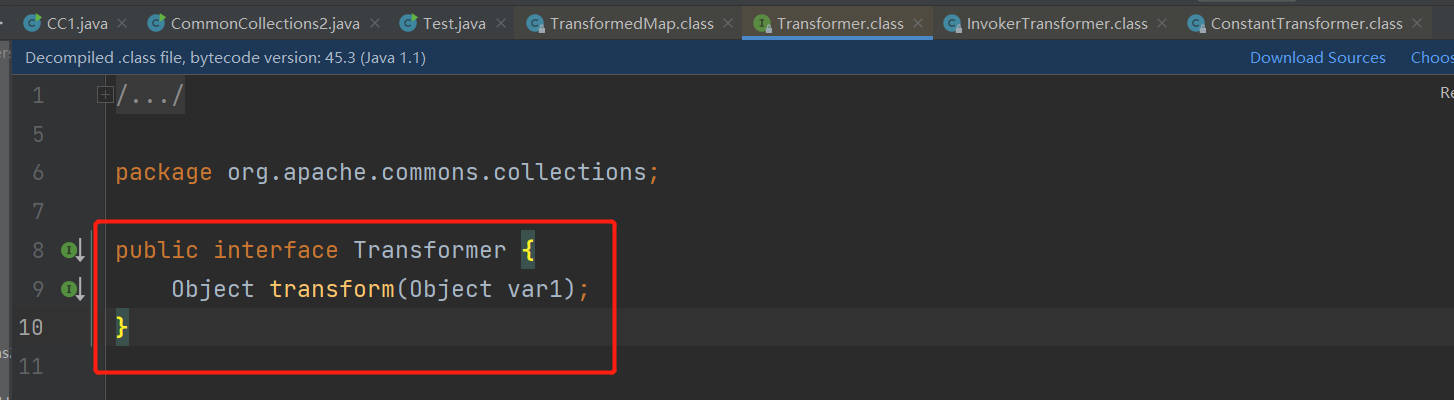 CC1.java CommonCollections2.java Test.java TransformedMap.class Transformer.class InvokerTransformer.class ConstantTransformer.class
Decompiled .class file, bytecode version: 45.3 (Java 1.1) Download Sources Choos
1 /.../ Re
5
6 package org.apache.commons.collections;
7
8 public interface Transformer {
9 Object transform(Object var1);
10 }
11